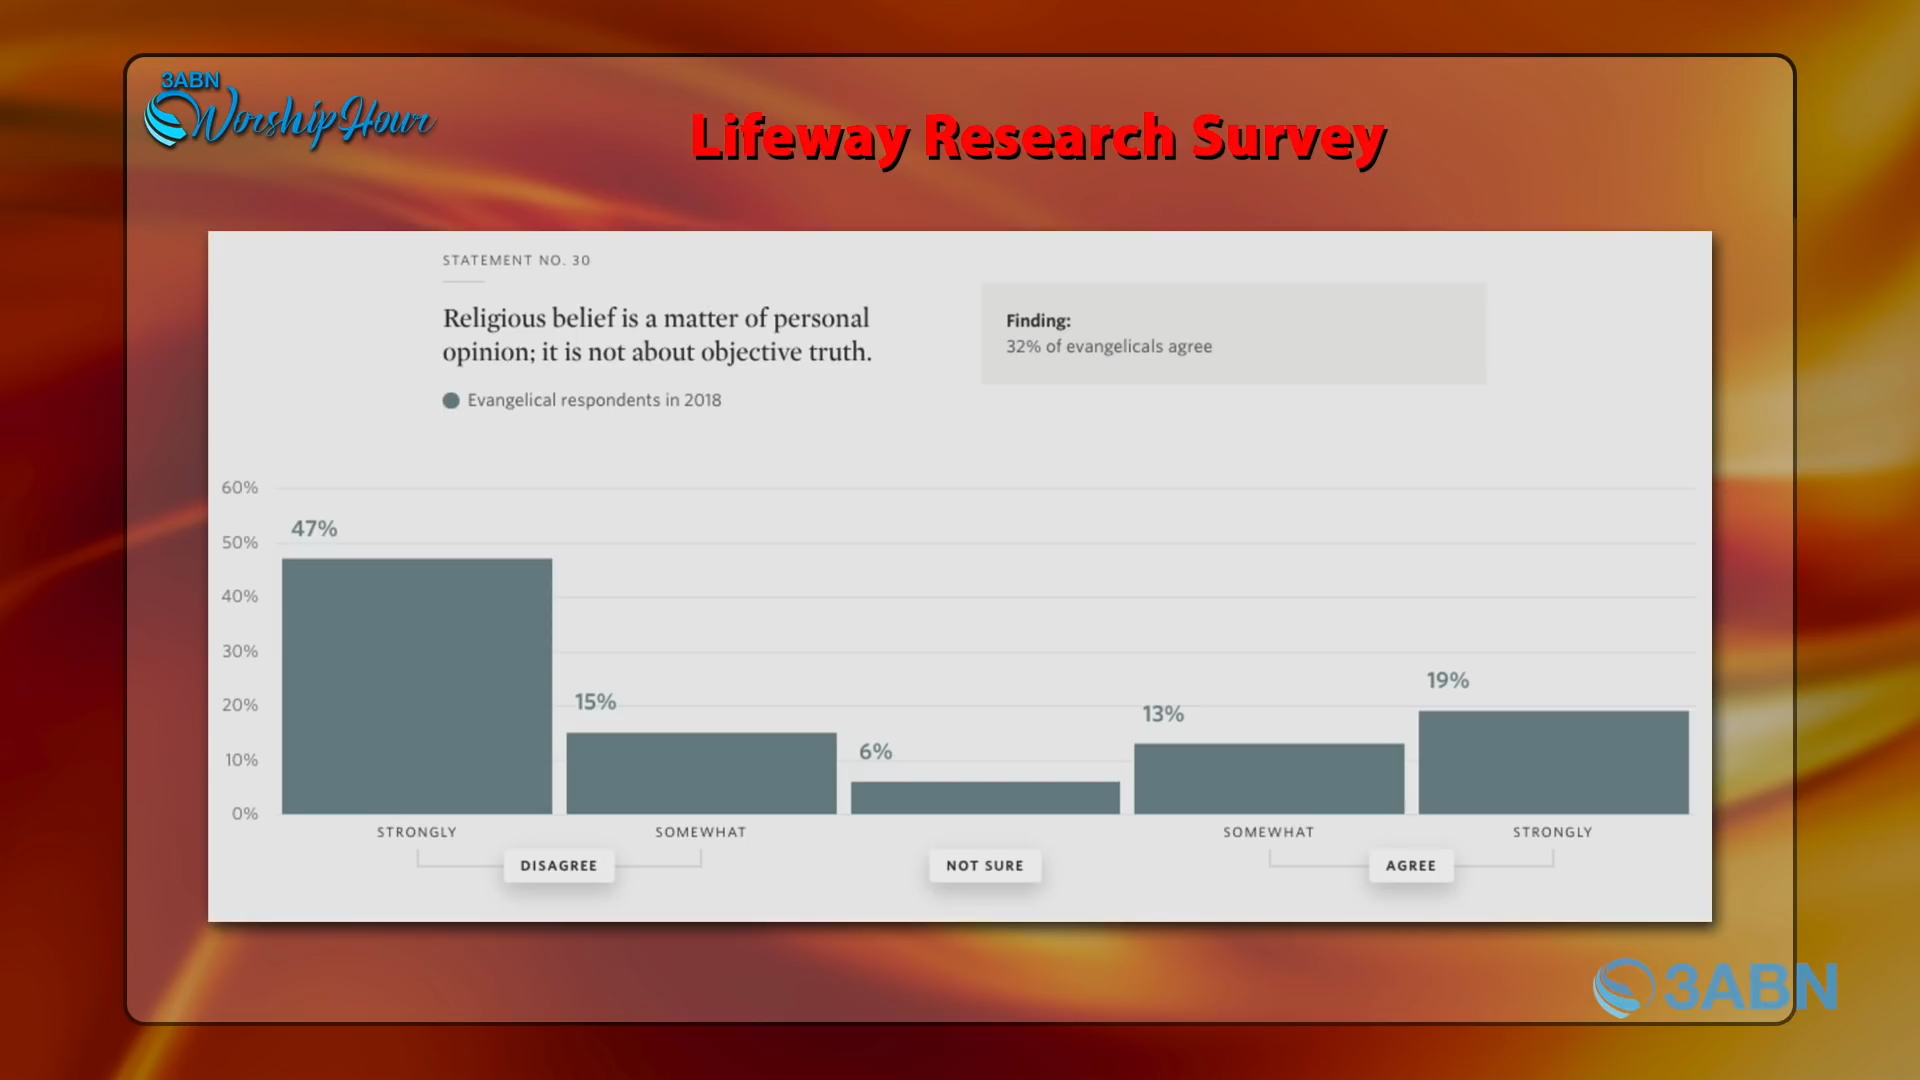 3ABN
Worship Hour
Lifeway Research Survey
STATEMENT NO. 30
Religious belief is a matter of personal
opinion; it is not about objective truth.
Evangelical respondents in 2018
Finding:
32% of evangelicals agree
60%
50%
40%
30%
20%
10%
0%
47%
15%
6%
13%
19%
STRONGLY
SOMEWHAT
SOMEWHAT
STRONGLY
DISAGREE
NOT SURE
AGREE
3ABN